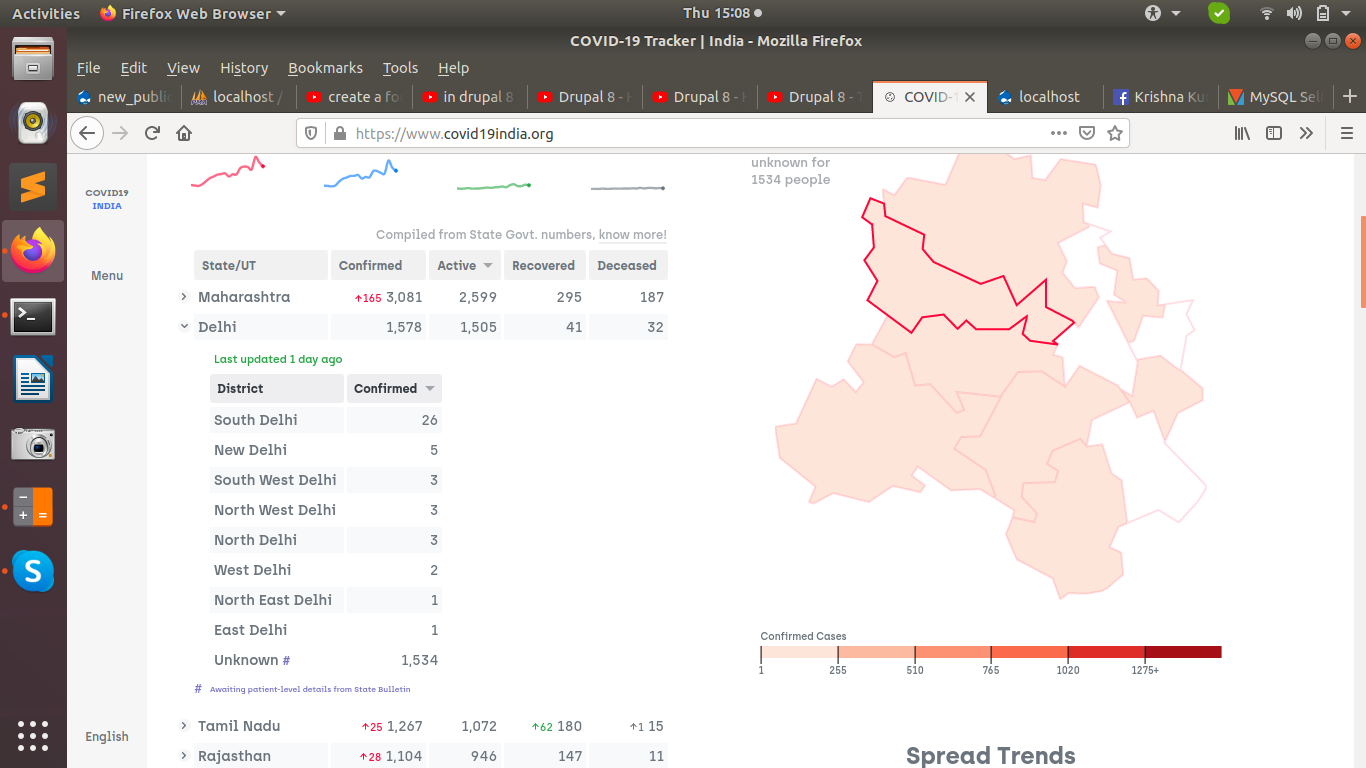 Activities Firefox Web Browser Thu 15:08
COVID-19 Tracker | India - Mozilla Firefox
File Edit View History Bookmarks Tools Help
new_publi localhost / create a fo in drupal 8 Drupal 8 - H Drupal 8 - H Drupal 8 - T COVID-1 localhost Krishna Ku MySQL Sel
https://www.covid19india.org
COVID19
INDIA
Menu
English
unknown for
1534 people
Compiled from State Govt. numbers, know more!
State/UT Confirmed Active Recovered Deceased
Maharashtra ↑165 3,081 2,599 295 187
Delhi 1,578 1,505 41 32
Last updated 1 day ago
District Confirmed
South Delhi 26
New Delhi 5
South West Delhi 3
North West Delhi 3
North Delhi 3
West Delhi 2
North East Delhi 1
East Delhi 1
Unknown # 1,534
# Awaiting patient-level details from State Bulletin
Tamil Nadu ↑25 1,267 1,072 ↑62 180 ↑1 15
Rajasthan ↑28 1,104 946 147 11
Confirmed Cases
1 255 510 765 1020 1275+
Spread Trends